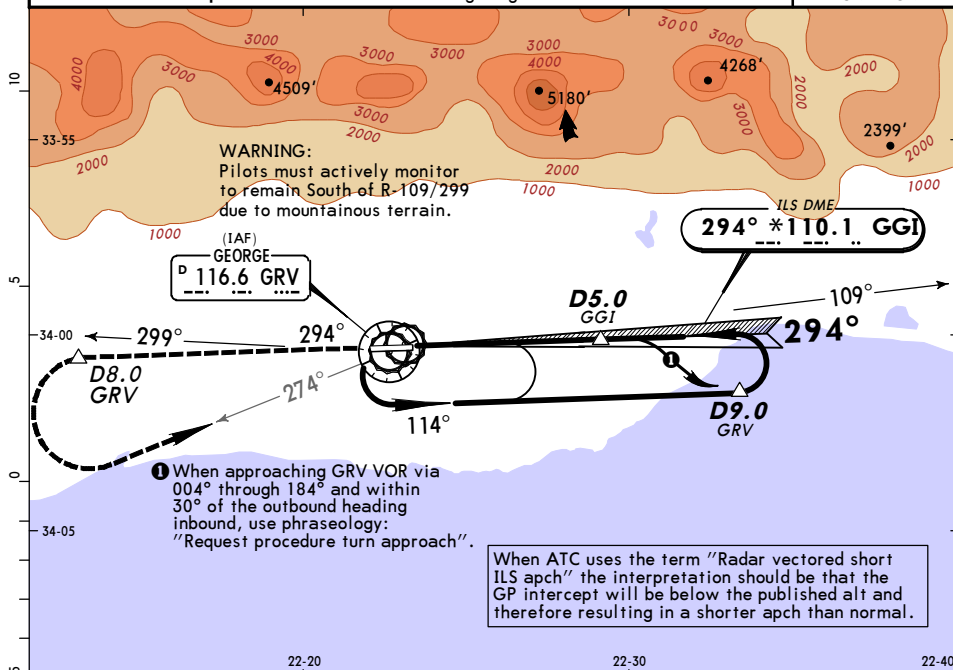 3000
3000
3000
3000
3000
4000
4000
4268'
2000
4000
4509'
5180'
3000
10
3000
2000
3000
2000
2399'
33-55
2000
2000
2000
1000
1000
1000
WARNING:
Pilots must actively monitor
to remain South of R-109/299
due to mountainous terrain.
(IAF)
GEORGE
D 116.6 GRV
ILS DME
294° *110.1 GGI
5
109°
D5.0
GGI
34-00
299°
294°
294°
D8.0
GRV
274°
1
D9.0
GRV
114°
0
1 When approaching GRV VOR via
004° through 184° and within
30° of the outbound heading
inbound, use phraseology:
"Request procedure turn approach".
34-05
When ATC uses the term "Radar vectored short
ILS apch" the interpretation should be that the
GP intercept will be below the published alt and
therefore resulting in a shorter apch than normal.
22-20
22-30
22-40